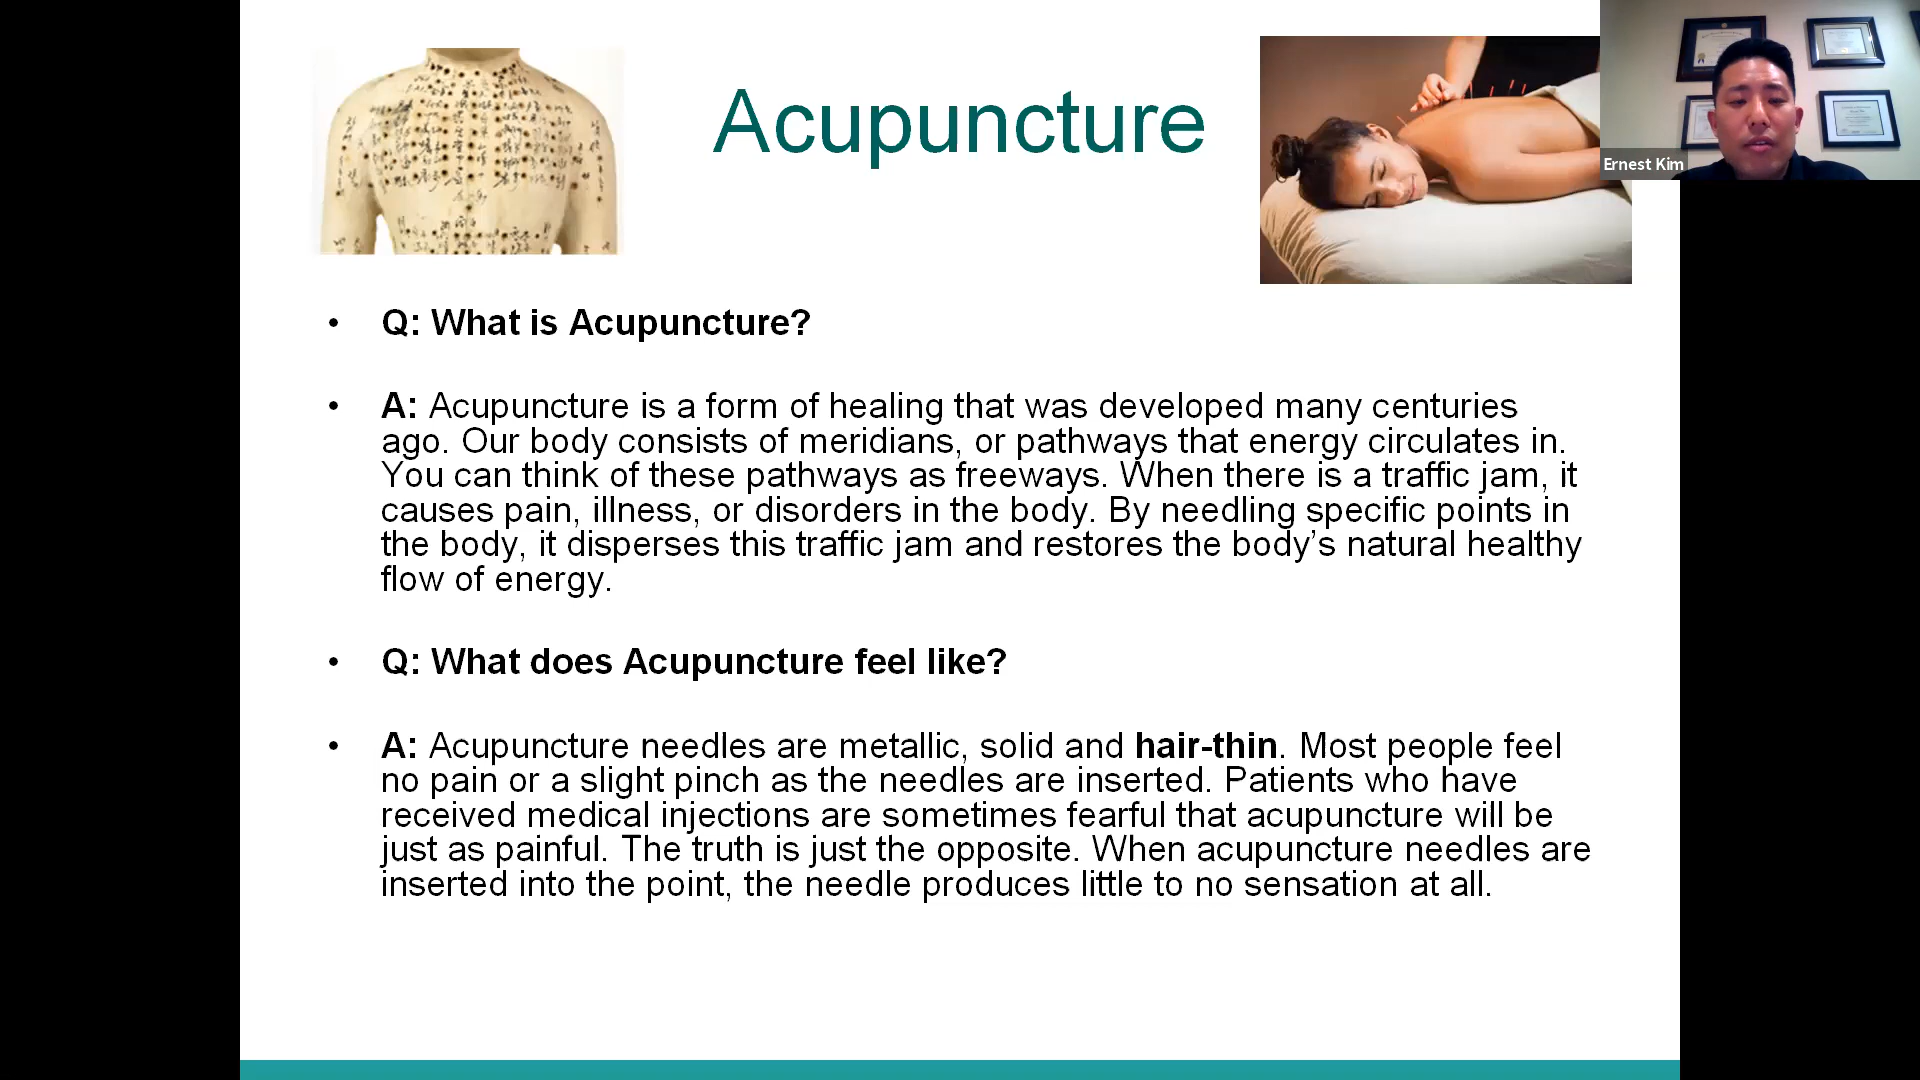 Acupuncture
Ernest Kim
• Q: What is Acupuncture?
• A: Acupuncture is a form of healing that was developed many centuries
ago. Our body consists of meridians, or pathways that energy circulates in.
You can think of these pathways as freeways. When there is a traffic jam, it
causes pain, illness, or disorders in the body. By needling specific points in
the body, it disperses this traffic jam and restores the body’s natural healthy
flow of energy.
• Q: What does Acupuncture feel like?
• A: Acupuncture needles are metallic, solid and hair-thin. Most people feel
no pain or a slight pinch as the needles are inserted. Patients who have
received medical injections are sometimes fearful that acupuncture will be
just as painful. The truth is just the opposite. When acupuncture needles are
inserted into the point, the needle produces little to no sensation at all.